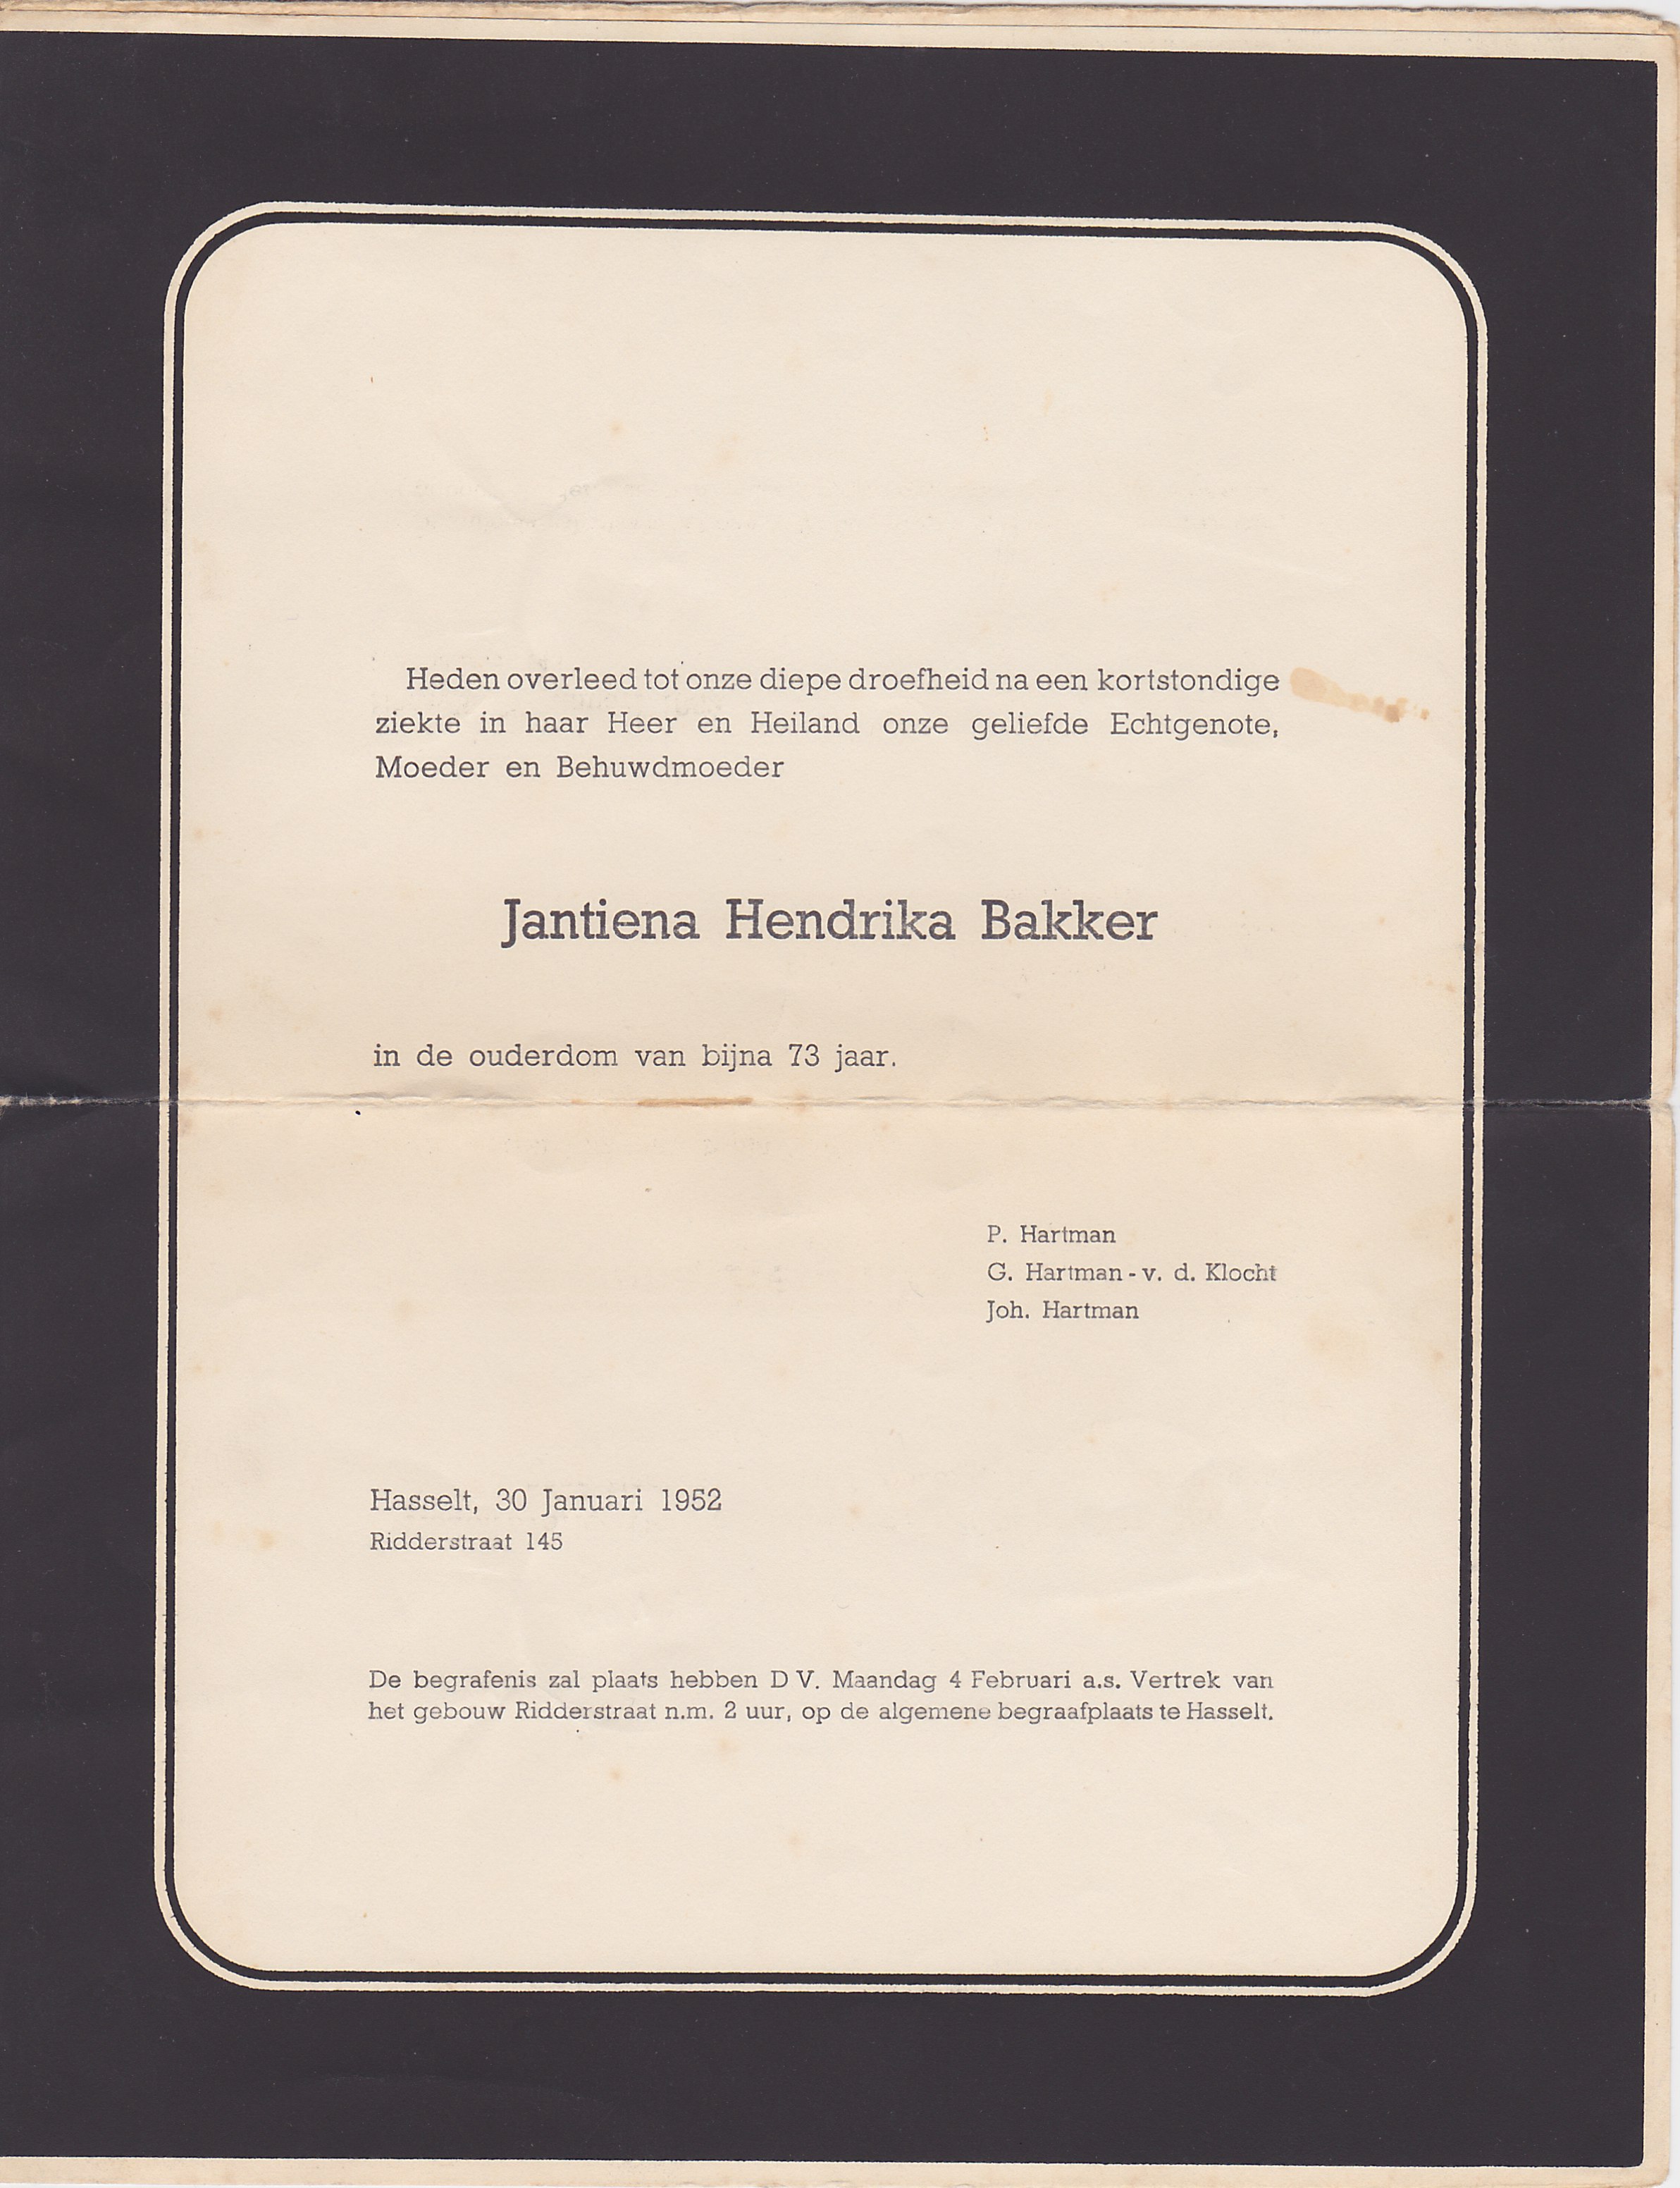 Heden overleed tot onze diepe droefheid na een kortstondige
ziekte in haar Heer en Heiland onze geliefde Echtgenote,
Moeder en Behuwdmoeder
Jantiena Hendrika Bakker
in de ouderdom van bijna 73 jaar.
P. Hartman
G. Hartman - v. d. Klocht
Joh. Hartman
Hasselt, 30 Januari 1952
Ridderstraat 145
De begrafenis zal plaats hebben D V. Maandag 4 Februari a.s. Vertrek van
het gebouw Ridderstraat n.m. 2 uur, op de algemene begraafplaats te Hasselt.